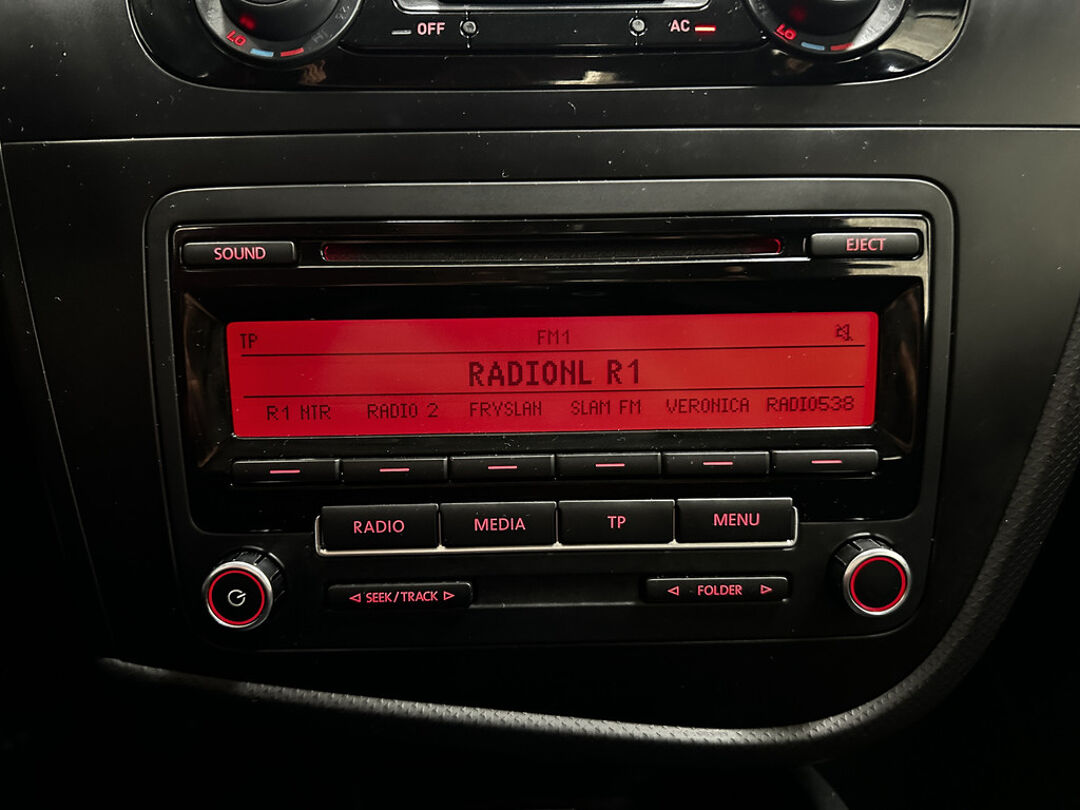 LO OFF AC LO
SOUND EJECT
TP FM1
RADIONL R1
R1 NTR RADIO 2 FRYSLAN SLAM FM VERONICA RADIO538
RADIO MEDIA TP MENU
SEEK/TRACK FOLDER